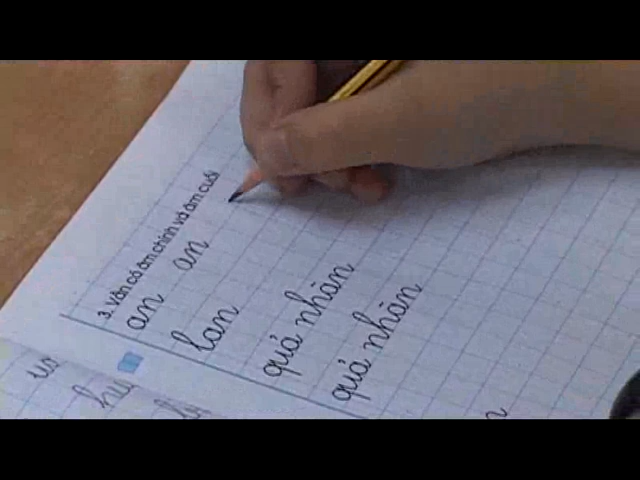 3. Vần có âm chính và âm cuối
an an
lan
quả nhãn
quả nhãn